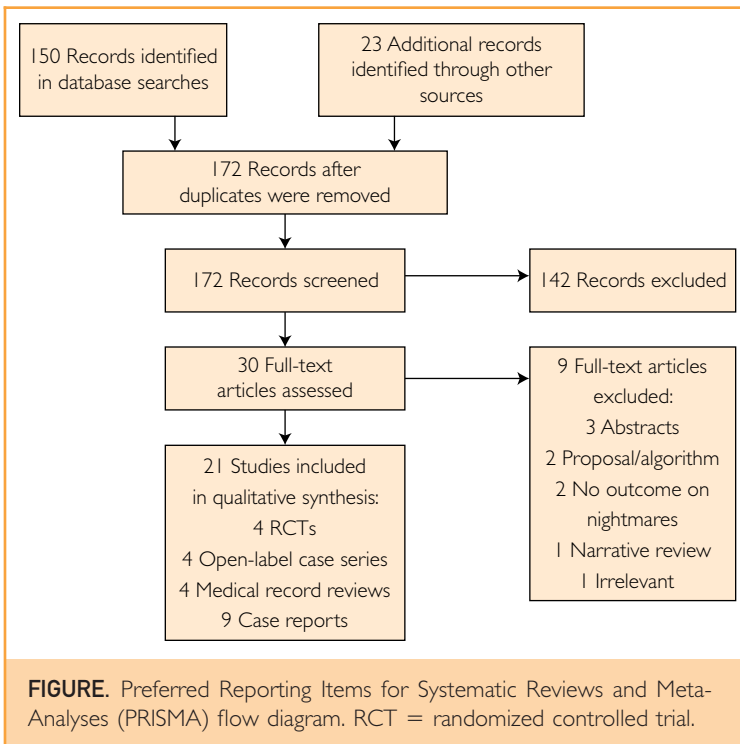 150 Records identified
in database searches
23 Additional records
identified through other
sources
172 Records after
duplicates were removed
172 Records screened
142 Records excluded
30 Full-text
articles assessed
9 Full-text articles
excluded:
3 Abstracts
2 Proposal/algorithm
2 No outcome on
nightmares
1 Narrative review
1 Irrelevant
21 Studies included
in qualitative synthesis:
4 RCTs
4 Open-label case series
4 Medical record reviews
9 Case reports
FIGURE. Preferred Reporting Items for Systematic Reviews and Meta-
Analyses (PRISMA) flow diagram. RCT = randomized controlled trial.